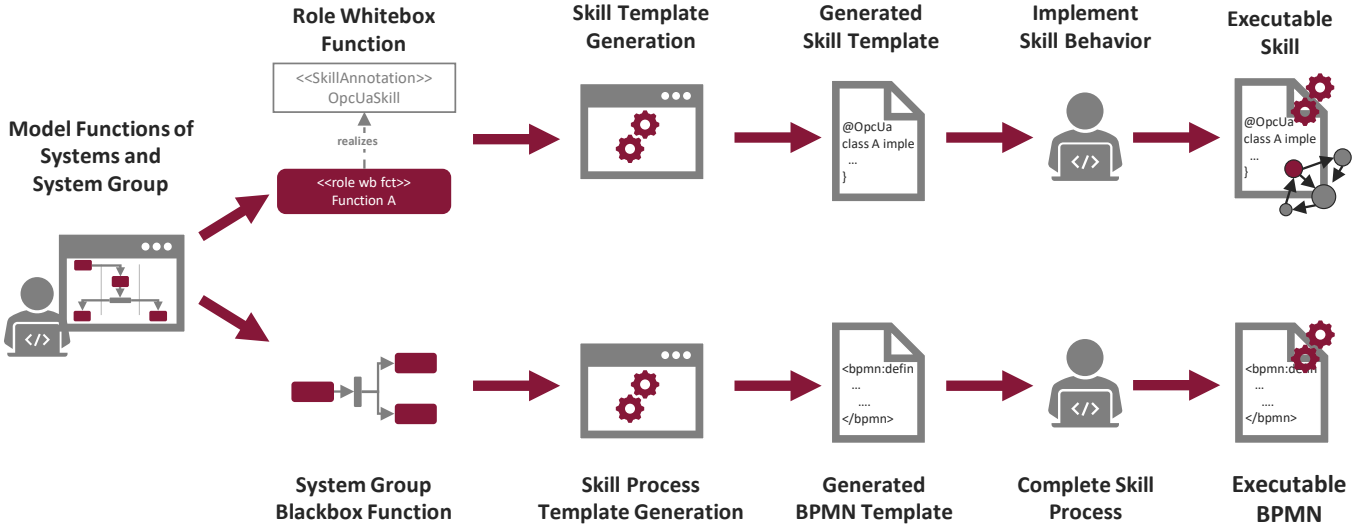 Model Functions of
Systems and
System Group
</>
Role Whitebox
Function
<<SkillAnnotation>>
OpcUaSkill
realizes
<<role wb fct>>
Function A
Skill Template
Generation
Generated
Skill Template
@OpcUa
class A imple
...
}
Implement
Skill Behavior
</>
Executable
Skill
@OpcUa
class A imple
...
}
System Group
Blackbox Function
Skill Process
Template Generation
<bpmn:defin
...
....
</bpmn>
Generated
BPMN Template
</>
Complete Skill
Process
<bpmn:defin
...
....
</bpmn>
Executable
BPMN